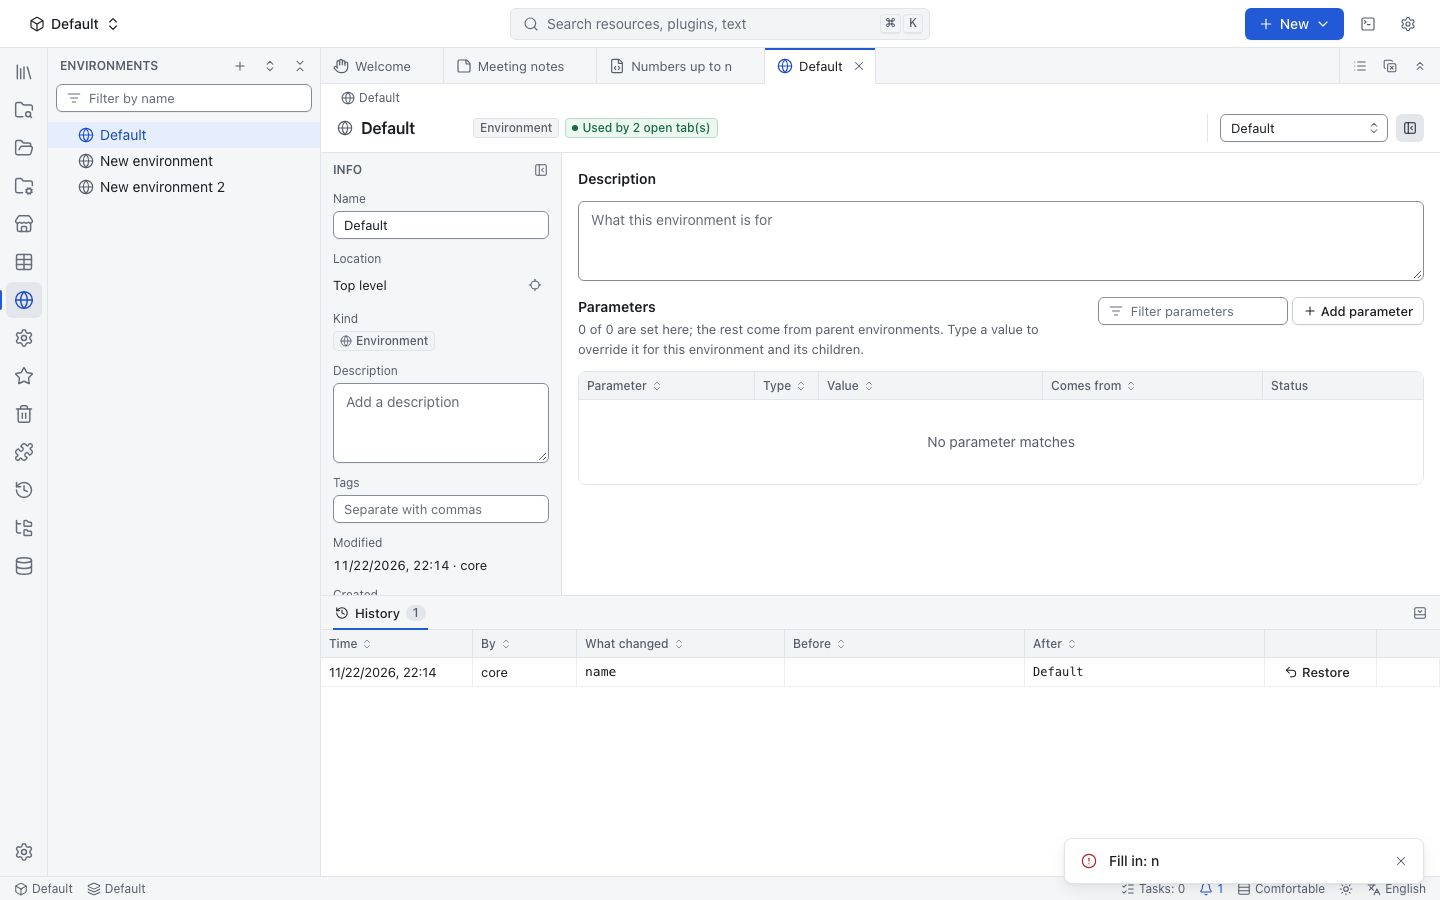 Default
Search resources, plugins, text
⌘ K
New
ENVIRONMENTS
Filter by name
Default
New environment
New environment 2
Welcome
Meeting notes
Numbers up to n
Default
Default
Default
Environment
Used by 2 open tab(s)
Default
INFO
Name
Default
Location
Top level
Kind
Environment
Description
Add a description
Tags
Separate with commas
Modified
11/22/2026, 22:14 · core
Created
Description
What this environment is for
Parameters
0 of 0 are set here; the rest come from parent environments. Type a value to
override it for this environment and its children.
Filter parameters
Add parameter
Parameter Type Value Comes from Status
No parameter matches
History 1
Time By What changed Before After
11/22/2026, 22:14 core name Default Restore
Fill in: n
Default Default
Tasks: 0 1 Comfortable English